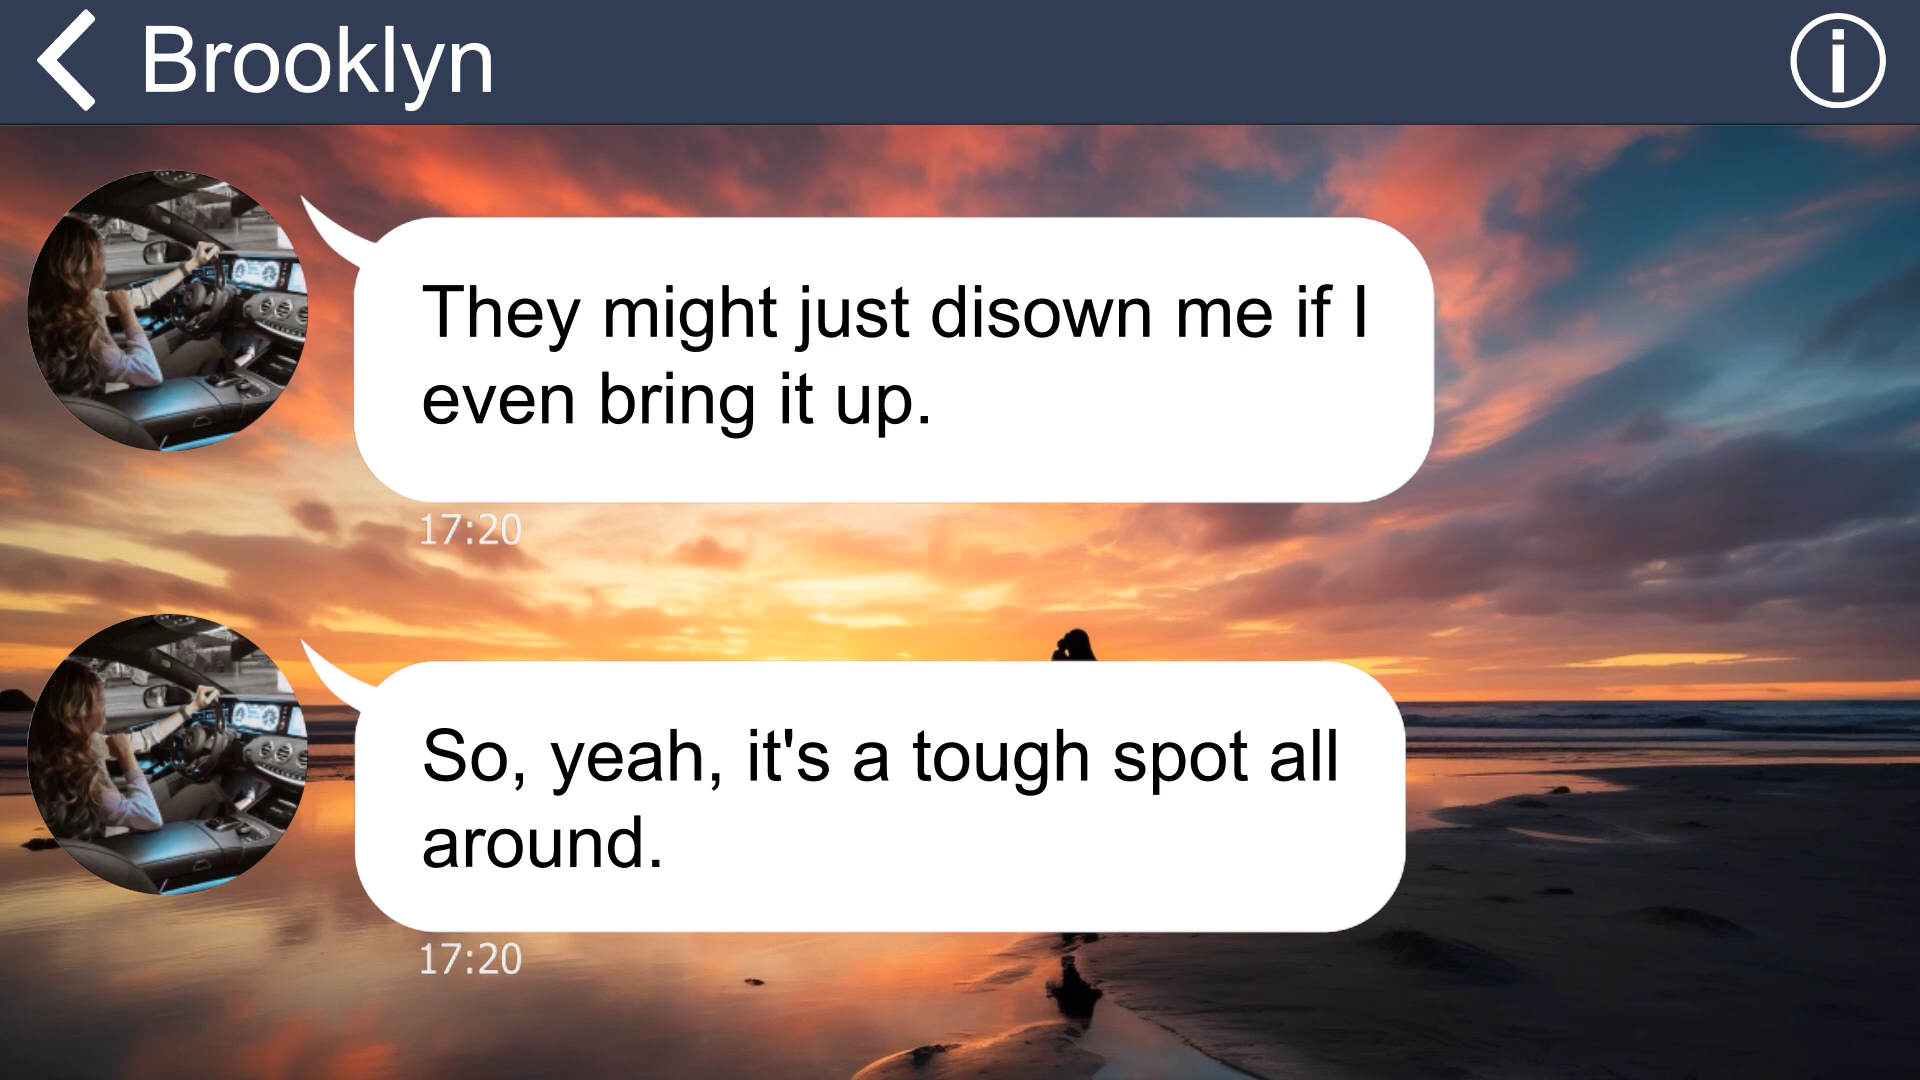 Brooklyn
They might just disown me if I
even bring it up.
17:20
So, yeah, it's a tough spot all
around.
17:20